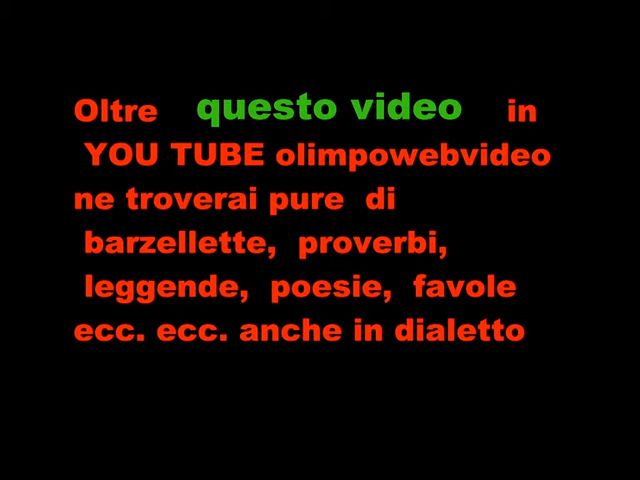 Oltre questo video in
YOU TUBE olimpowebvideo
ne troverai pure di
barzellette, proverbi,
leggende, poesie, favole
ecc. ecc. anche in dialetto